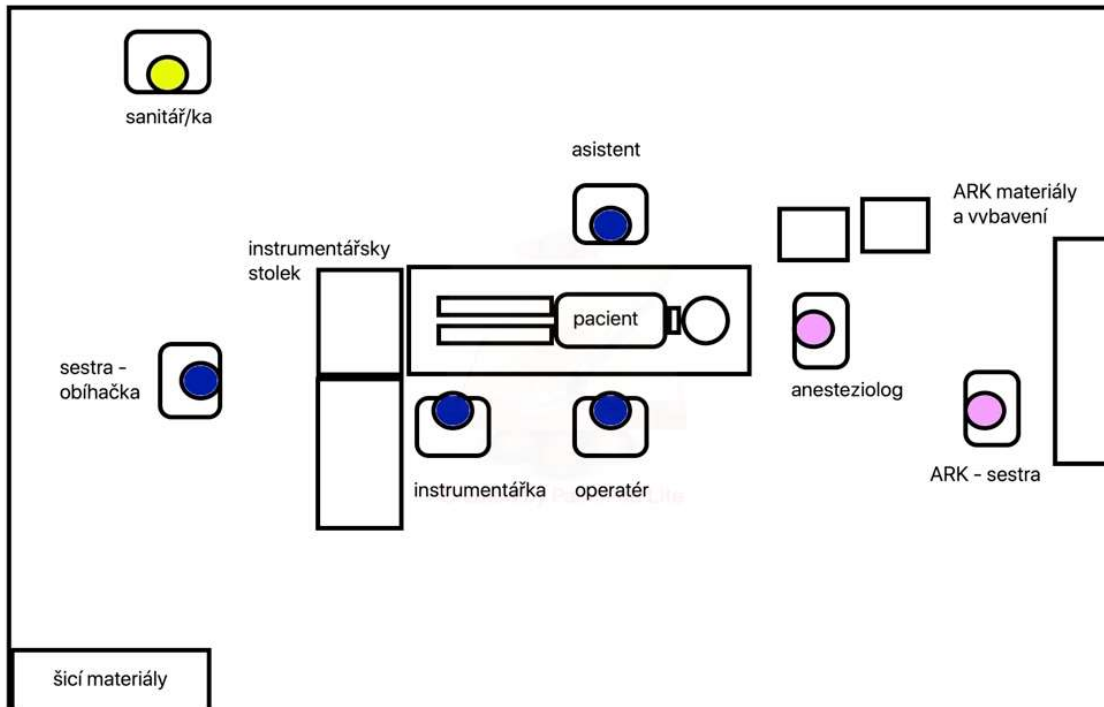 sanitář/ka
asistent
ARK materiály
a vvbavení
instrumentářsky
stolek
pacient
sestra -
obíhačka
anesteziolog
ARK - sestra
instrumentářka
operatér
šicí materiály